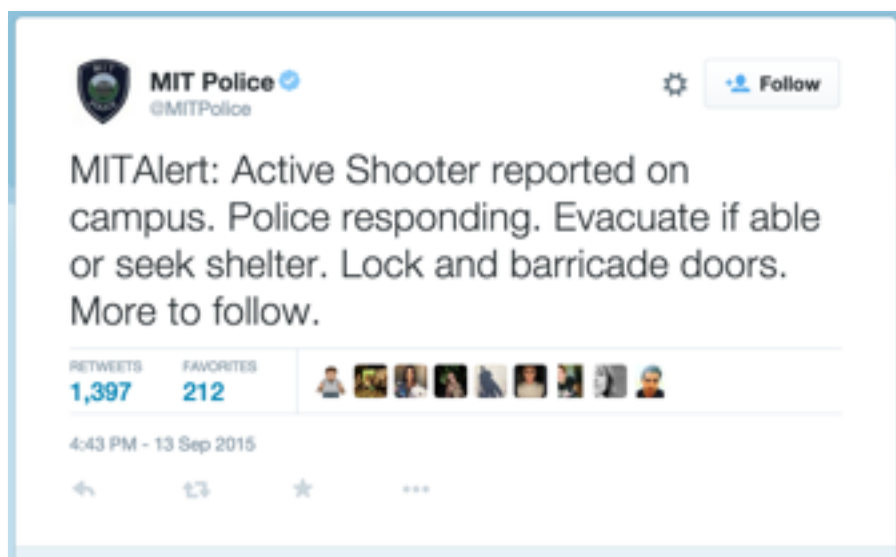 MIT Police
Follow
@MITPolice
MITAlert: Active Shooter reported on
campus. Police responding. Evacuate if able
or seek shelter. Lock and barricade doors.
More to follow.
RETWEETS FAVORITES
1,397 212
4:43 PM - 13 Sep 2015